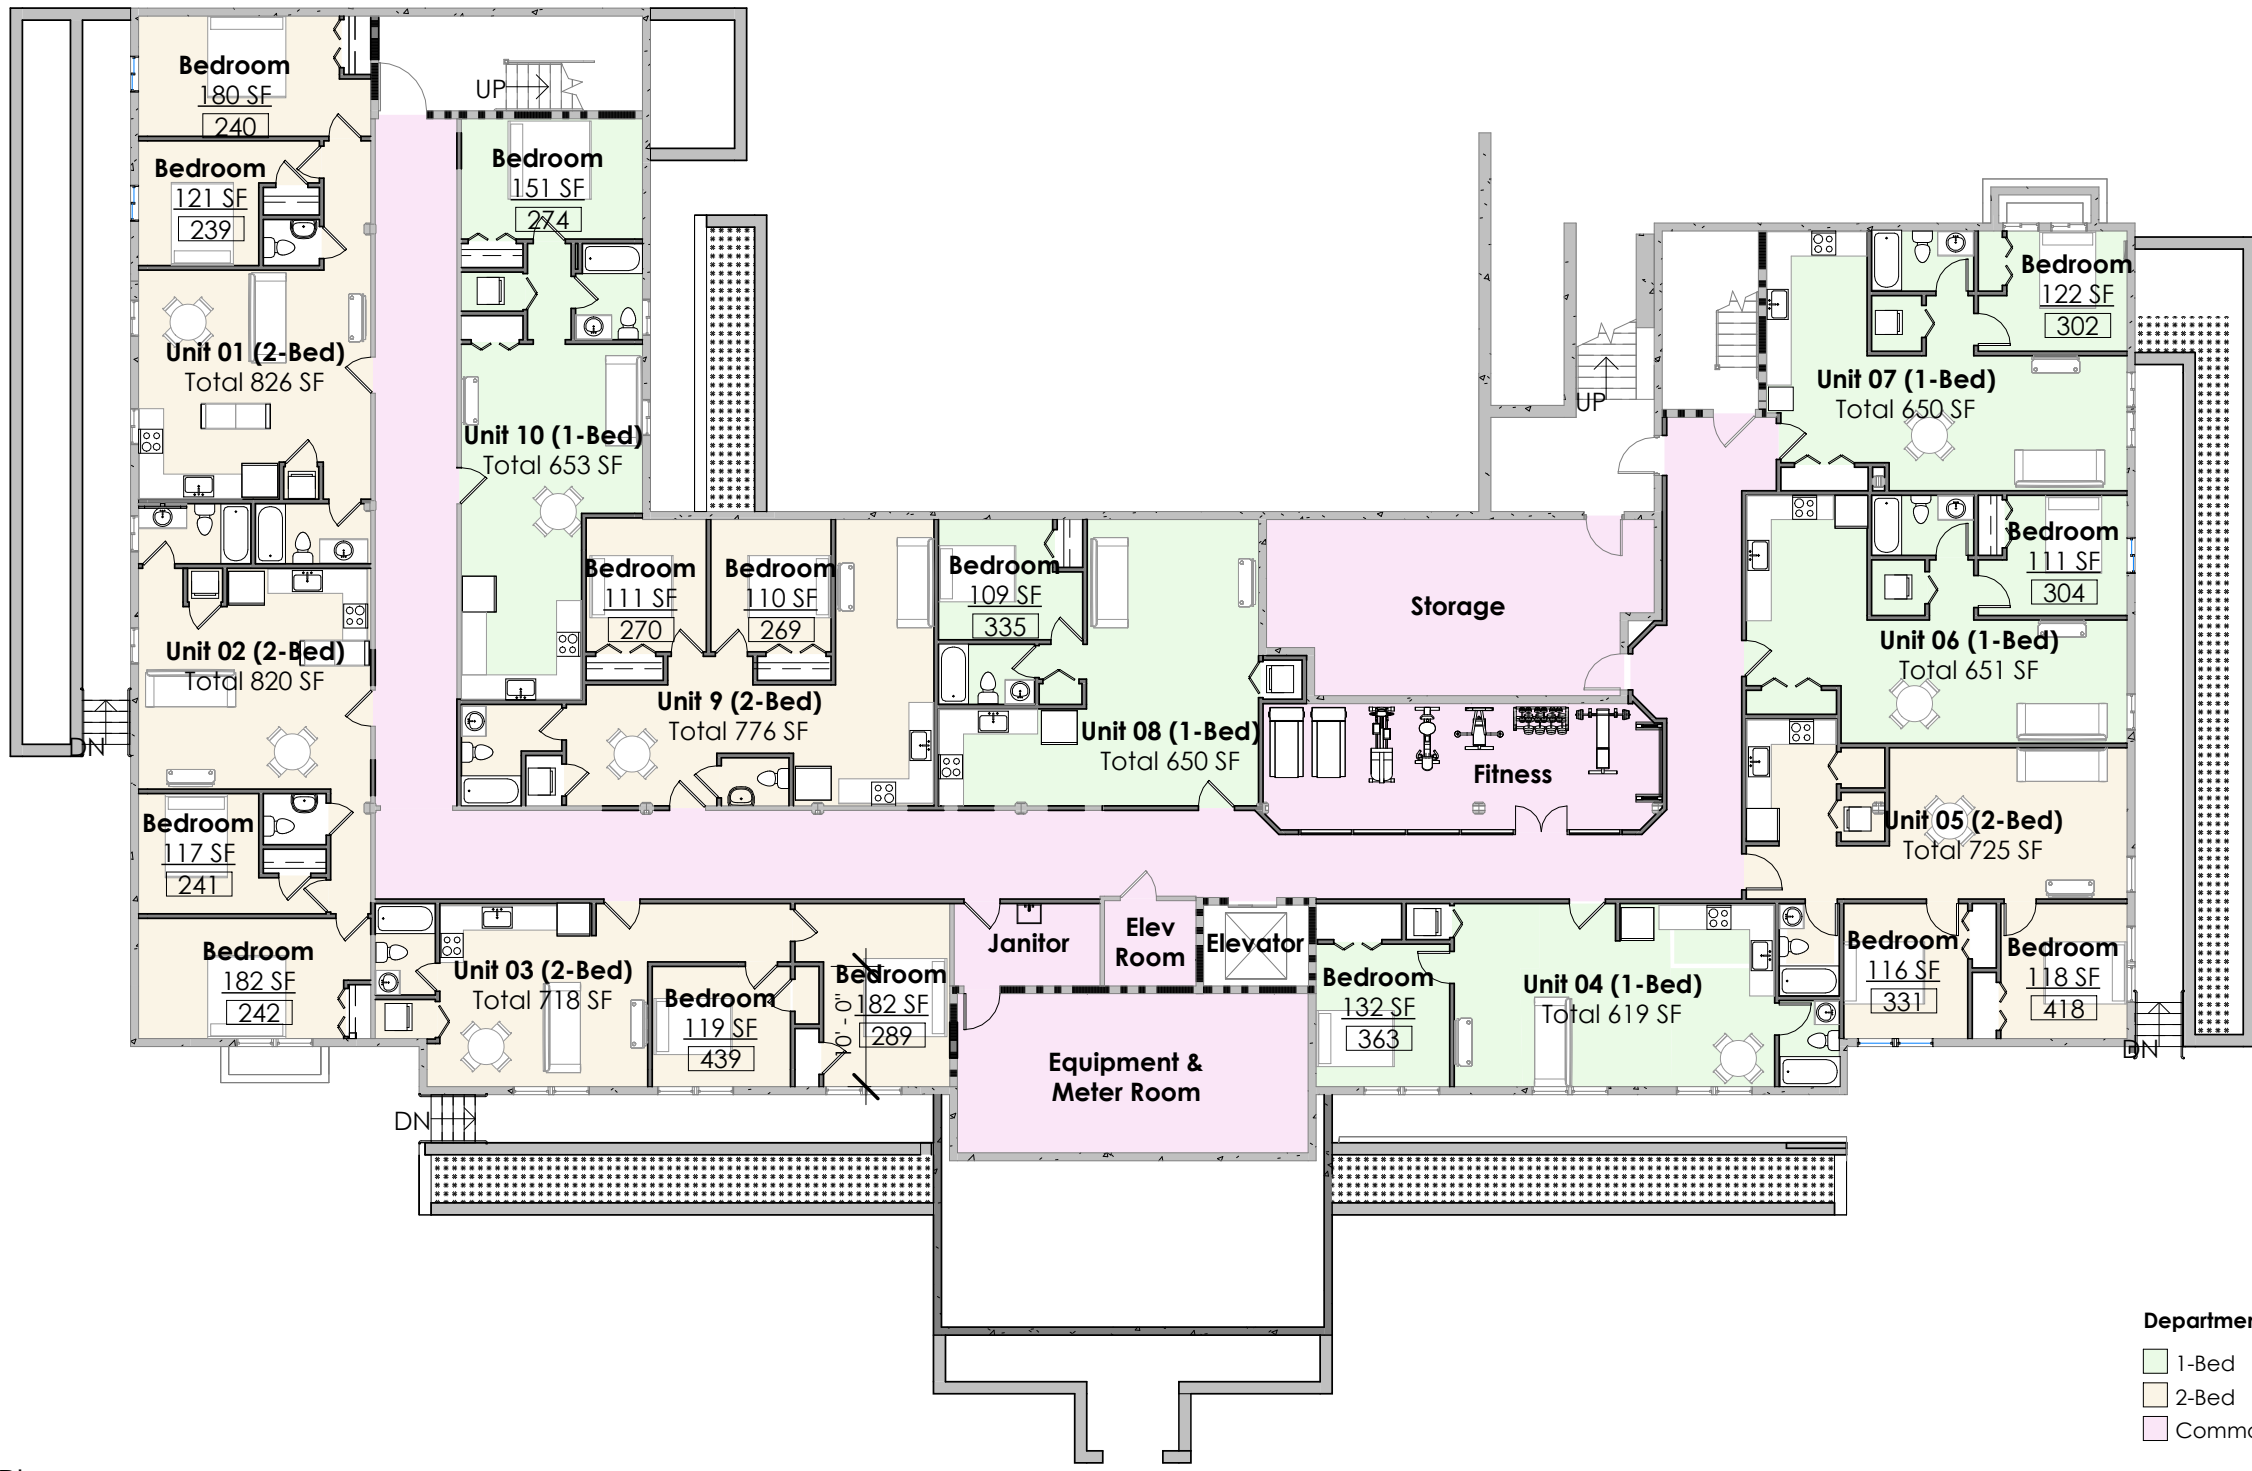 Bedroom
180 SF
240
UP
Bedroom
121 SF
239
Bedroom
151 SF
274
Unit 01 (2-Bed)
Total 826 SF
Unit 10 (1-Bed)
Total 653 SF
Bedroom
122 SF
302
UP
Unit 07 (1-Bed)
Total 650 SF
Bedroom
111 SF
270
Bedroom
110 SF
269
Bedroom
109 SF
335
Storage
Bedroom
111 SF
304
Unit 02 (2-Bed)
Total 820 SF
Unit 9 (2-Bed)
Total 776 SF
Unit 08 (1-Bed)
Total 650 SF
Fitness
Unit 06 (1-Bed)
Total 651 SF
DN
Bedroom
117 SF
241
Unit 05 (2-Bed)
Total 725 SF
Bedroom
182 SF
242
Unit 03 (2-Bed)
Total 718 SF
Bedroom
119 SF
439
Bedroom
182 SF
289
10' - 0"
Janitor
Elev
Room
Elevator
Bedroom
132 SF
363
Unit 04 (1-Bed)
Total 619 SF
Bedroom
116 SF
331
Bedroom
118 SF
418
DN
Equipment &
Meter Room
DN
1-Bed
2-Bed